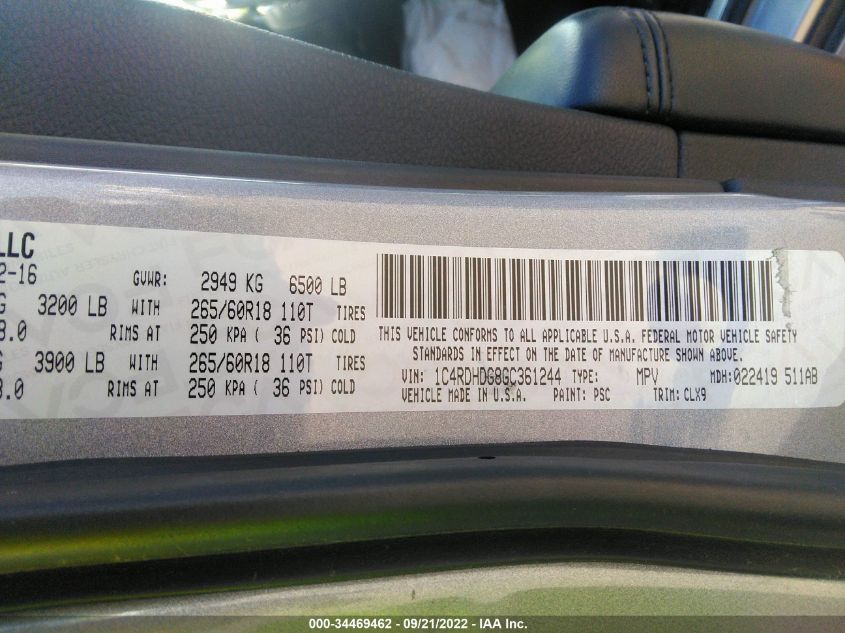 LLC
2-16 GVWR: 2949 KG 6500 LB
G 3200 LB WITH 265/60R18 110T TIRES
8.0 RIMS AT 250 KPA ( 36 PSI) COLD
G 3900 LB WITH 265/60R18 110T TIRES
8.0 RIMS AT 250 KPA ( 36 PSI) COLD
THIS VEHICLE CONFORMS TO ALL APPLICABLE U.S.A. FEDERAL MOTOR VEHICLE SAFETY
STANDARDS IN EFFECT ON THE DATE OF MANUFACTURE SHOWN ABOVE.
VIN: 1C4RDHDG8GC361244 TYPE: MPV MDH: 022419 511AB
VEHICLE MADE IN U.S.A. PAINT: PSC TRIM: CLX9
000-34469462 - 09/21/2022 - IAA Inc.